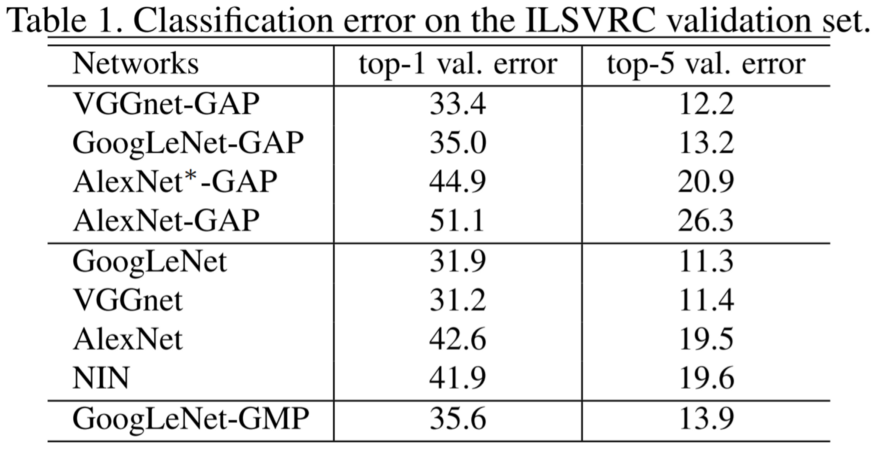 Table 1. Classification error on the ILSVRC validation set.
Networks top-1 val. error top-5 val. error
VGGnet-GAP 33.4 12.2
GoogLeNet-GAP 35.0 13.2
AlexNet*-GAP 44.9 20.9
AlexNet-GAP 51.1 26.3
GoogLeNet 31.9 11.3
VGGnet 31.2 11.4
AlexNet 42.6 19.5
NIN 41.9 19.6
GoogLeNet-GMP 35.6 13.9